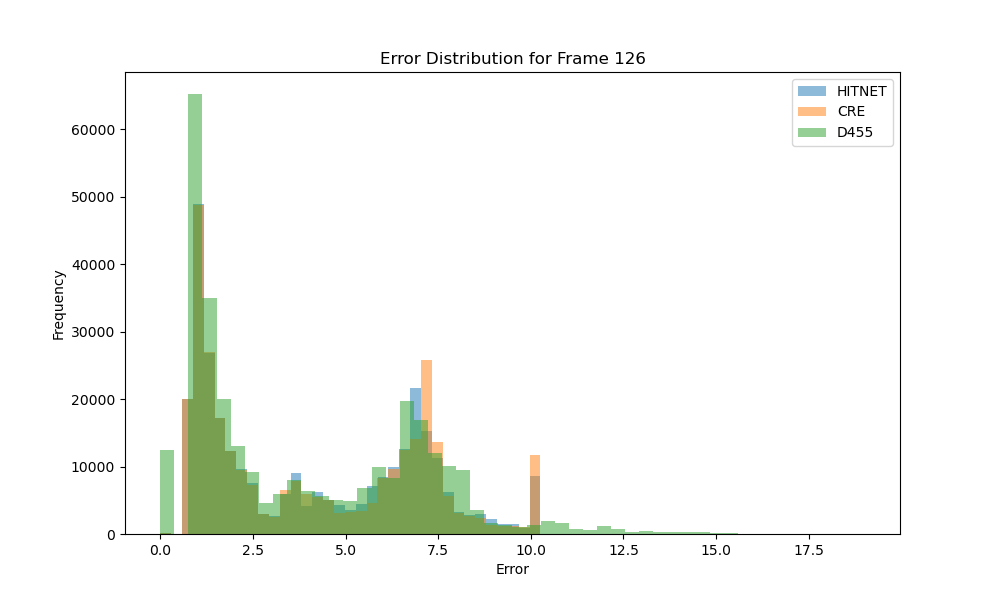 Error Distribution for Frame 126
HITNET
CRE
D455
60000
50000
40000
30000
20000
10000
0
Frequency
0.0 2.5 5.0 7.5 10.0 12.5 15.0 17.5
Error